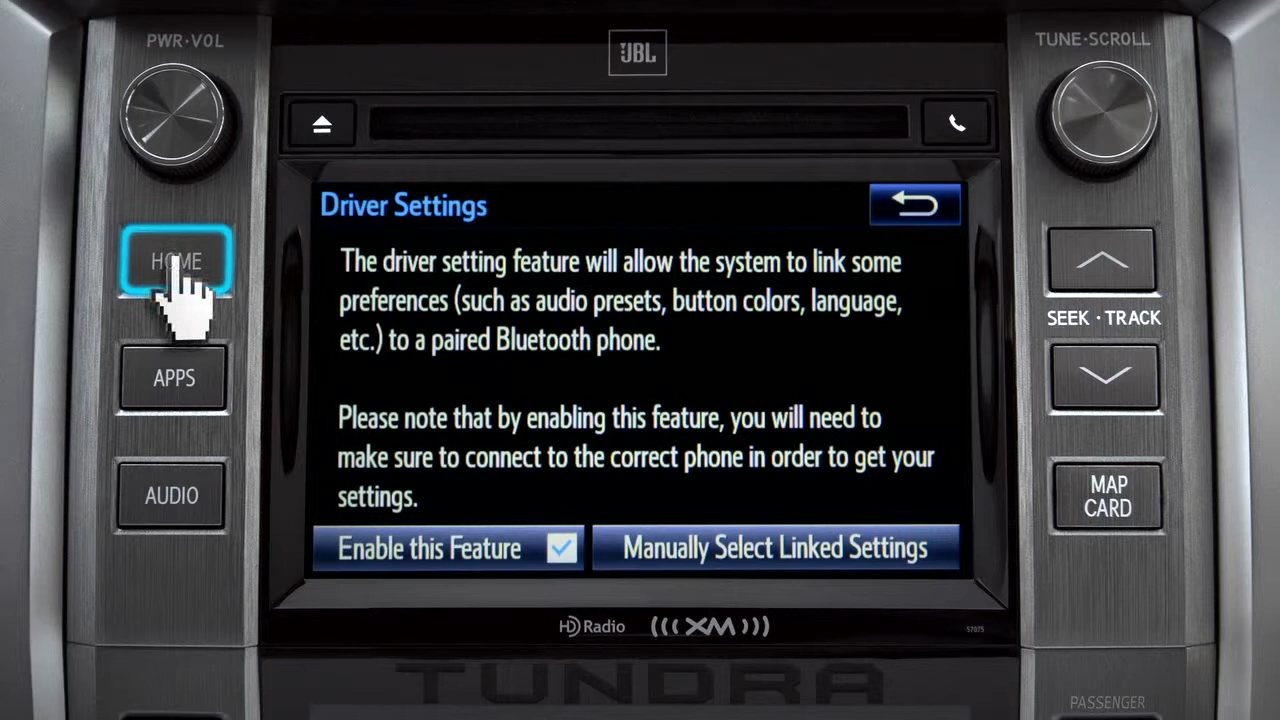 PWR·VOL
JBL
TUNE·SCROLL
Driver Settings
HOME
The driver setting feature will allow the system to link some
preferences (such as audio presets, button colors, language,
etc.) to a paired Bluetooth phone.
SEEK · TRACK
APPS
Please note that by enabling this feature, you will need to
make sure to connect to the correct phone in order to get your
settings.
AUDIO
MAP
CARD
Enable this Feature
Manually Select Linked Settings
HD Radio
((( XM )))
57075
TUNDRA
PASSENGER